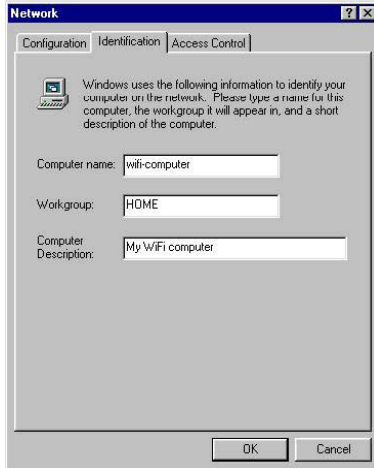 Network
Configuration Identification Access Control
Windows uses the following information to identify your
computer on the network. Please type a name for this
computer, the workgroup it will appear in, and a short
description of the computer.
Computer name: wifi-computer
Workgroup: HOME
Computer
Description: My WiFi computer
OK Cancel